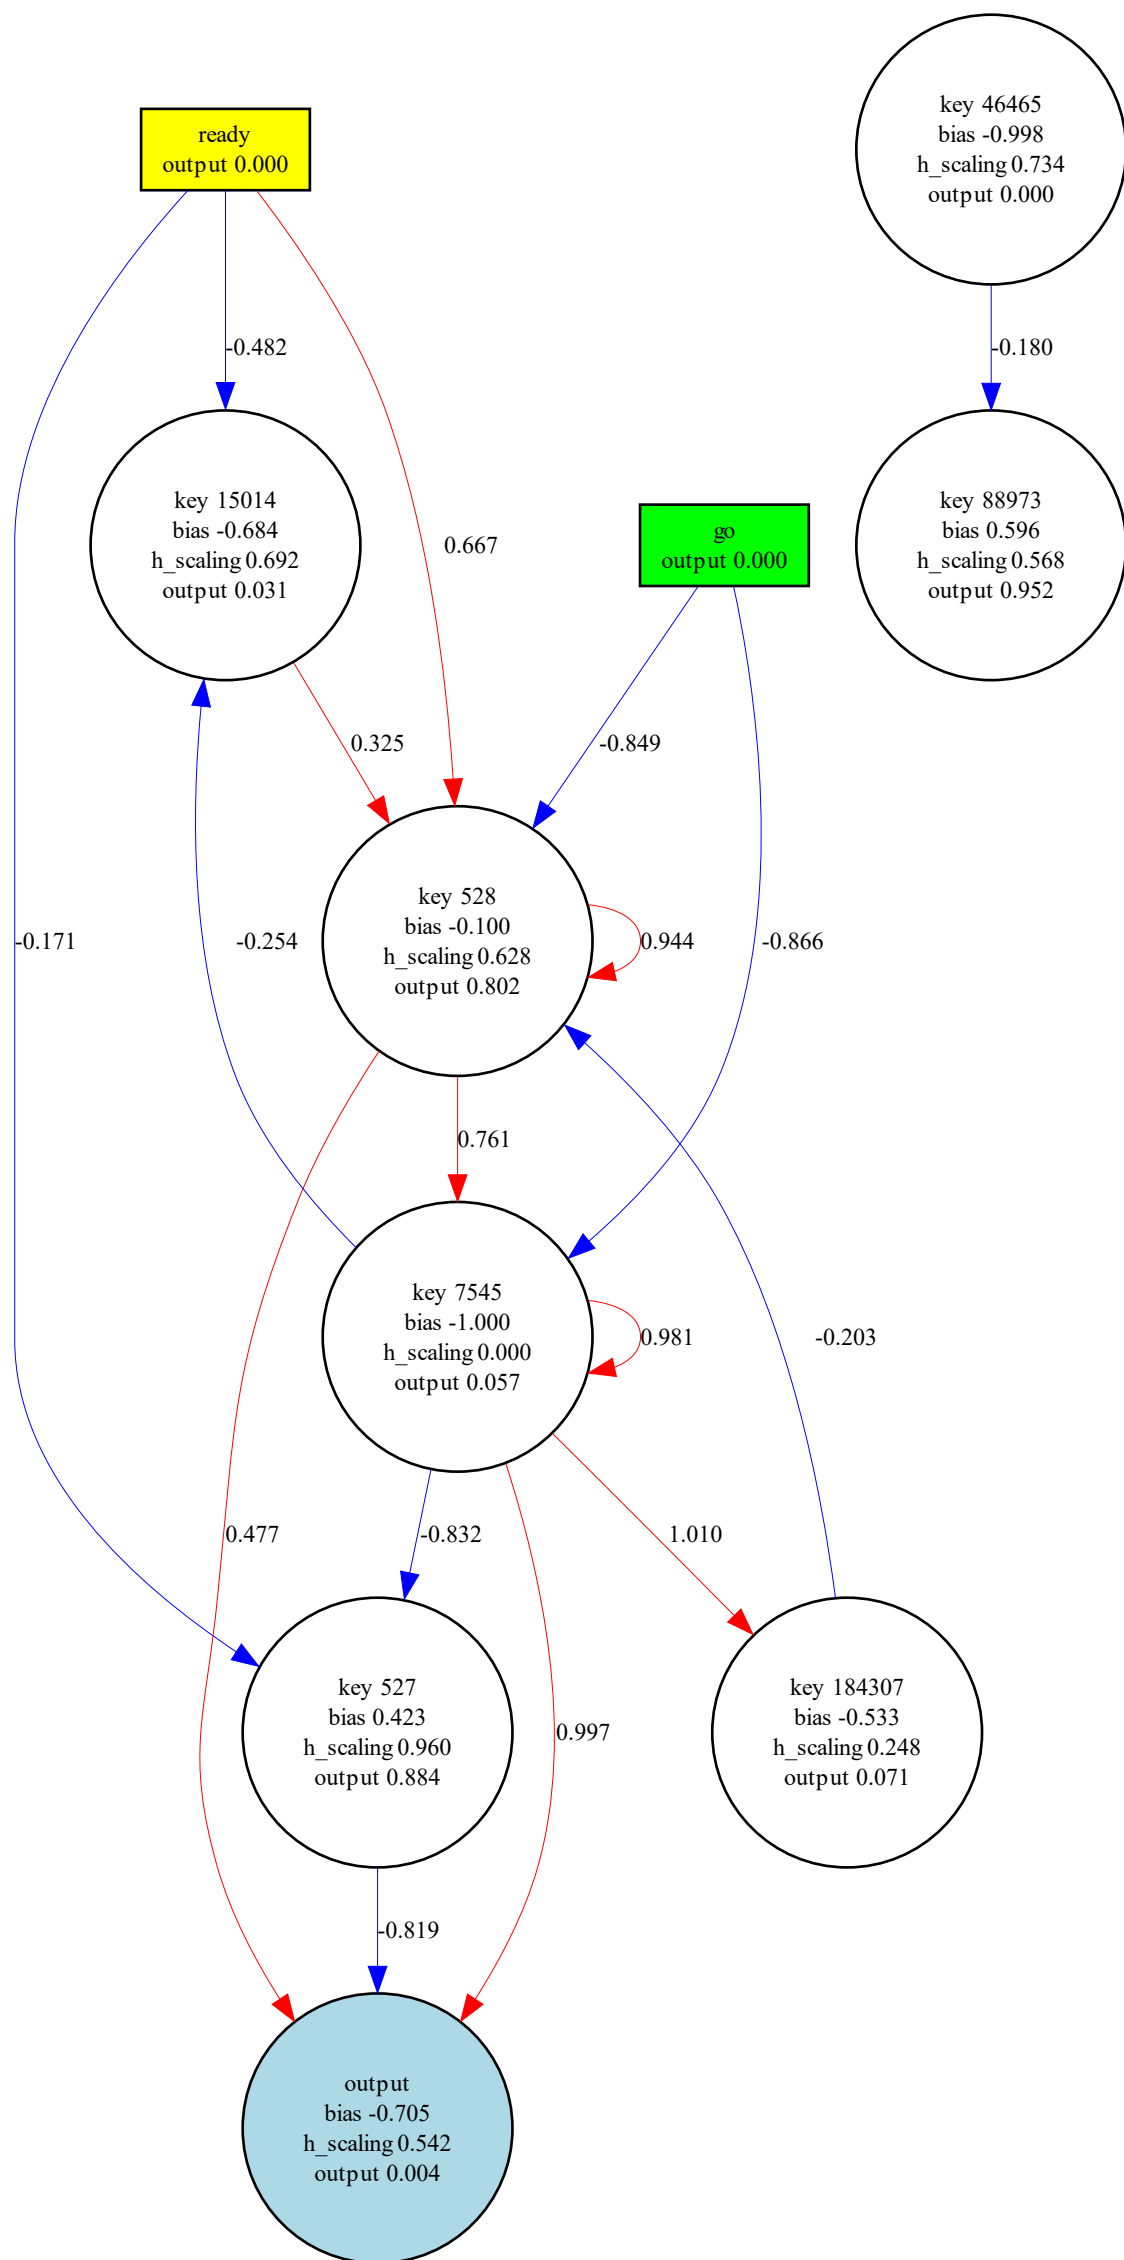 key 46465
bias -0.998
h_scaling 0.734
output 0.000
ready
output 0.000
-0.482
-0.180
key 15014
bias -0.684
h_scaling 0.692
output 0.031
0.667
go
output 0.000
key 88973
bias 0.596
h_scaling 0.568
output 0.952
0.325
-0.849
-0.171
-0.254
key 528
bias -0.100
h_scaling 0.628
output 0.802
0.944
-0.866
0.761
key 7545
bias -1.000
h_scaling 0.000
output 0.057
0.981
-0.203
0.477
-0.832
1.010
key 527
bias 0.423
h_scaling 0.960
output 0.884
0.997
key 184307
bias -0.533
h_scaling 0.248
output 0.071
-0.819
output
bias -0.705
h_scaling 0.542
output 0.004